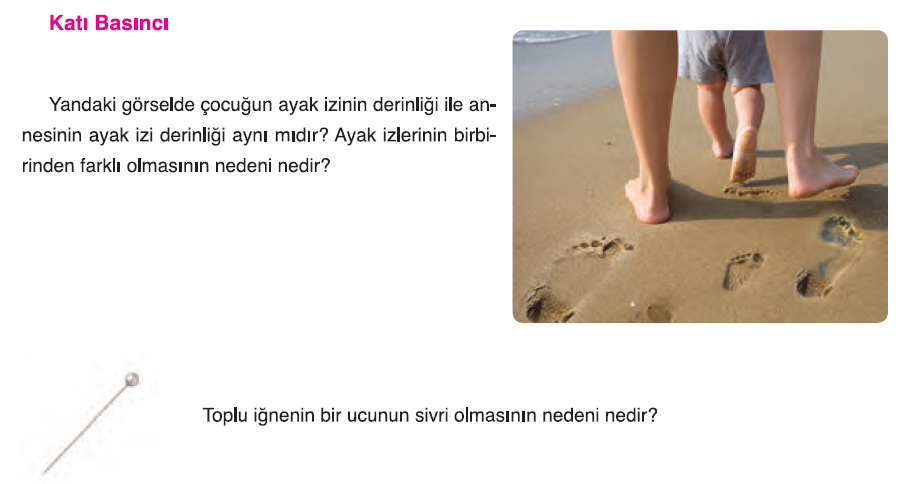 Katı Basıncı
Yandaki görselde çocuğun ayak izinin derinliği ile an-
nesinin ayak izi derinliği aynı mıdır? Ayak izlerinin birbi-
rinden farklı olmasının nedeni nedir?
Toplu iğnenin bir ucunun sivri olmasının nedeni nedir?